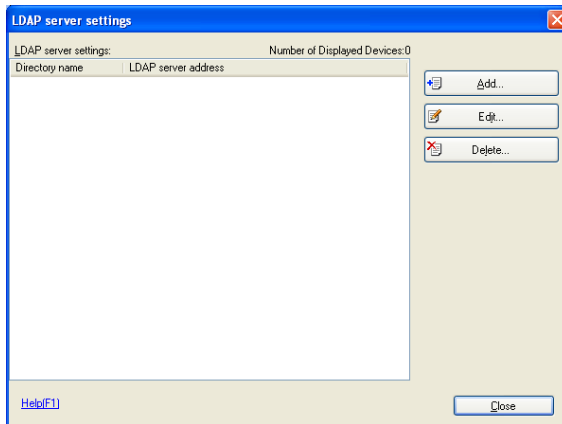 LDAP server settings
LDAP server settings: Number of Displayed Devices:0
Directory name LDAP server address
Add...
Edit...
Delete...
Help(F1)
Close